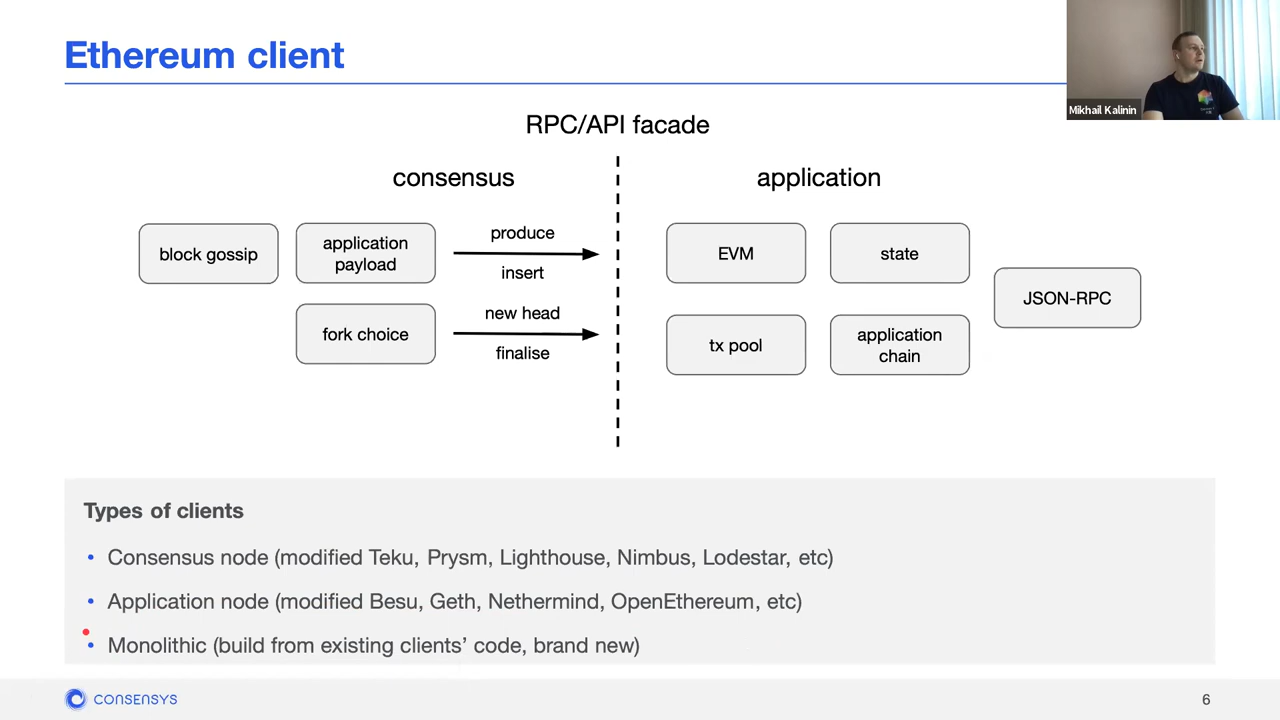 Ethereum client
Mikhail Kalinin
RPC/API facade
consensus
application
block gossip
application
payload
produce
insert
EVM
state
JSON-RPC
fork choice
new head
finalise
tx pool
application
chain
Types of clients
• Consensus node (modified Teku, Prysm, Lighthouse, Nimbus, Lodestar, etc)
• Application node (modified Besu, Geth, Nethermind, OpenEthereum, etc)
• Monolithic (build from existing clients’ code, brand new)
CONSENSYS
6